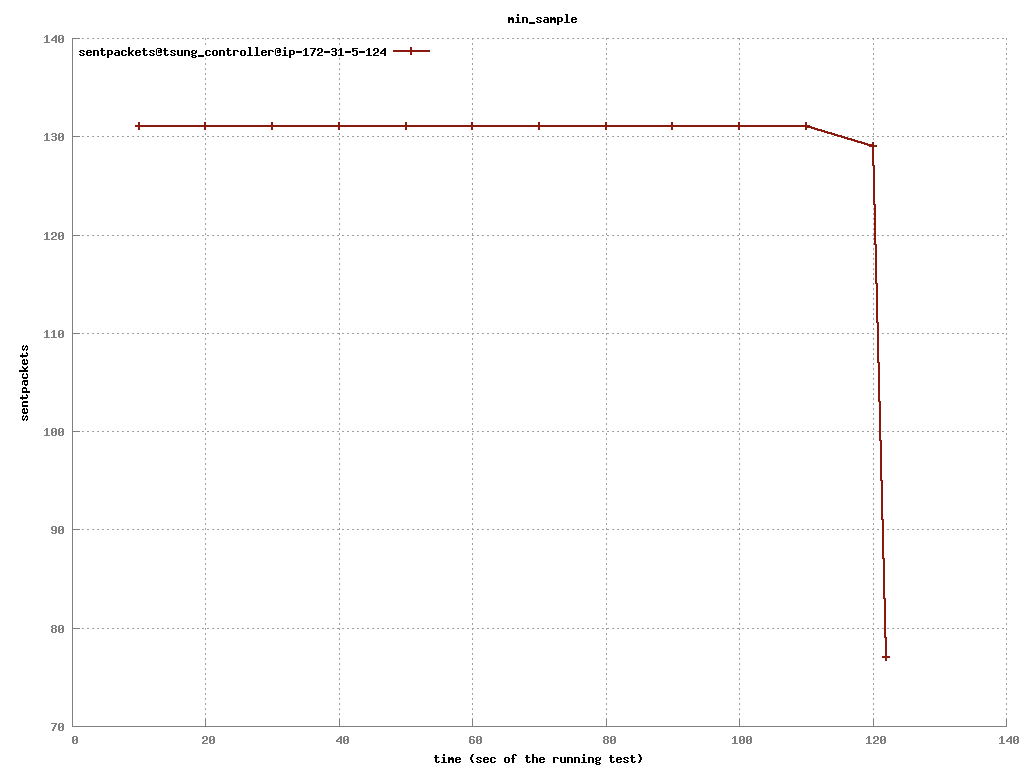 min_sample
140
sentpackets@tsung_controller@ip-172-31-5-124
130
120
110
sentpackets
100
90
80
70
0 20 40 60 80 100 120 140
time (sec of the running test)